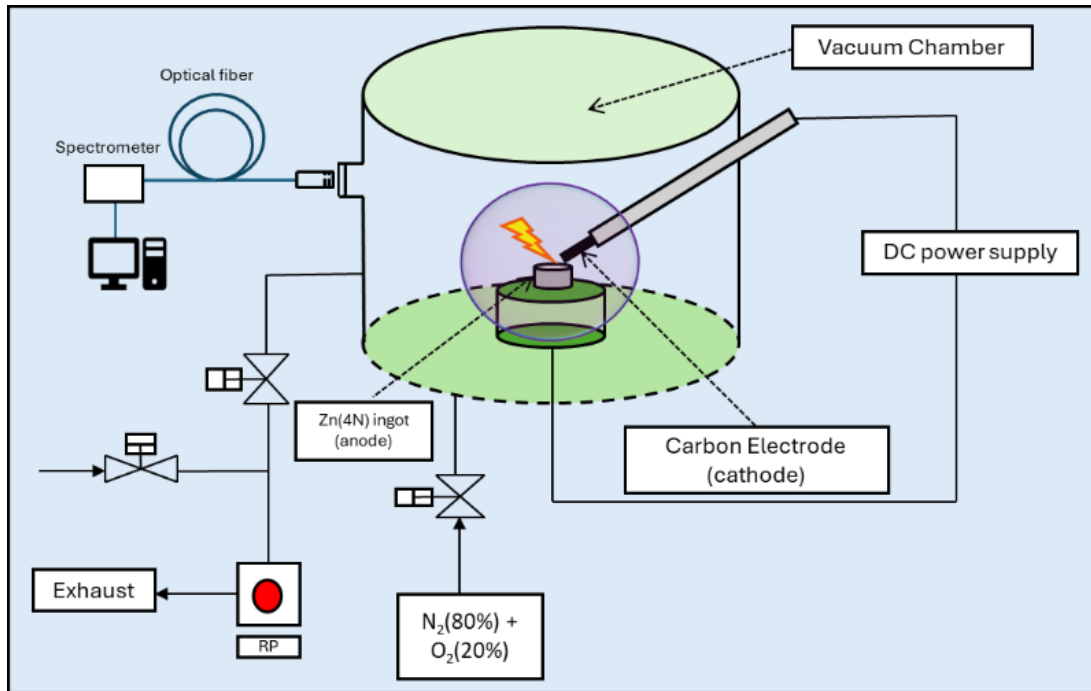 Vacuum Chamber
Optical fiber
Spectrometer
DC power supply
Zn(4N) ingot
(anode)
Carbon Electrode
(cathode)
Exhaust
RP
N₂(80%) +
O₂(20%)